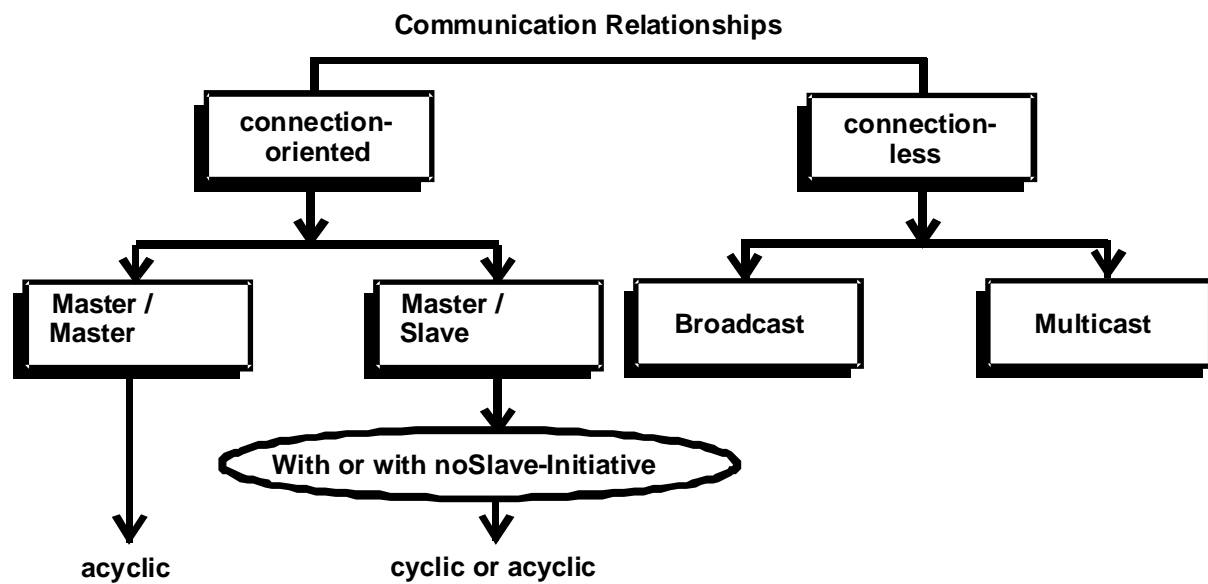 Communication Relationships
connection-
oriented
connection-
less
Master /
Master
Master /
Slave
Broadcast
Multicast
With or with noSlave-Initiative
acyclic
cyclic or acyclic